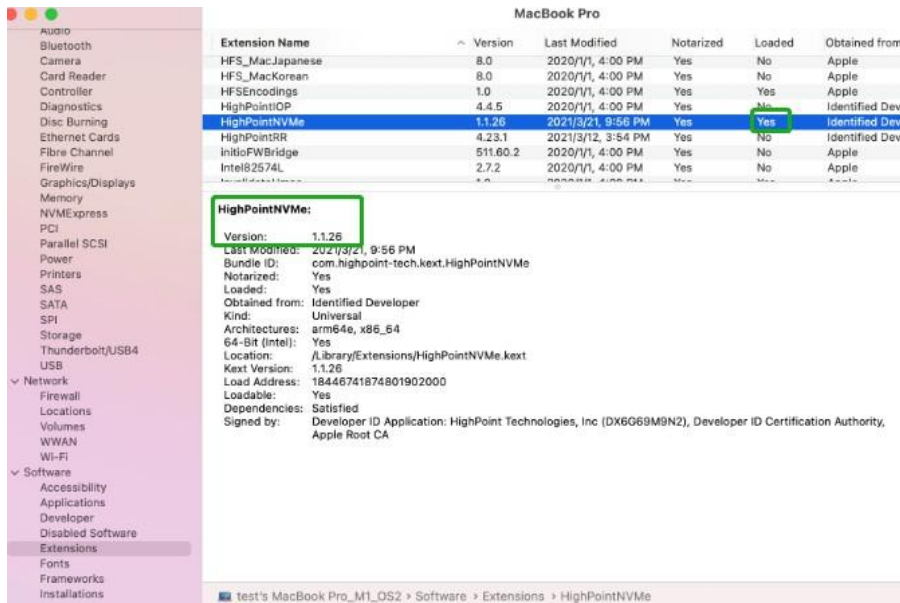 MacBook Pro
Audio
Bluetooth
Camera
Card Reader
Controller
Diagnostics
Disc Burning
Ethernet Cards
Fibre Channel
FireWire
Graphics/Displays
Memory
NVMExpress
PCI
Parallel SCSI
Power
Printers
SAS
SATA
SPI
Storage
Thunderbolt/USB4
USB
Network
Firewall
Locations
Volumes
WWAN
Wi-Fi
Software
Accessibility
Applications
Developer
Disabled Software
Extensions
Fonts
Frameworks
Installations
Extension Name Version Last Modified Notarized Loaded Obtained from
HFS_MacJapanese 8.0 2020/1/1, 4:00 PM Yes No Apple
HFS_MacKorean 8.0 2020/1/1, 4:00 PM Yes No Apple
HFSEncodings 1.0 2020/1/1, 4:00 PM Yes Yes Apple
HighPointIOP 4.4.5 2020/1/1, 4:00 PM Yes No Identified Dev
HighPointNVMe 1.1.26 2021/3/21, 9:56 PM Yes Yes Identified Dev
HighPointRR 4.23.1 2021/3/12, 3:54 PM Yes No Identified Dev
initioFWBridge 511.60.2 2020/1/1, 4:00 PM Yes No Apple
Intel82574L 2.7.2 2020/1/1, 4:00 PM Yes No Apple
HighPointNVMe:
Version: 1.1.26
Last Modified: 2021/3/21, 9:56 PM
Bundle ID: com.highpoint-tech.kext.HighPointNVMe
Notarized: Yes
Loaded: Yes
Obtained from: Identified Developer
Kind: Universal
Architectures: arm64e, x86_64
64-Bit (Intel): Yes
Location: /Library/Extensions/HighPointNVMe.kext
Kext Version: 1.1.26
Load Address: 18446741874801902000
Loadable: Yes
Dependencies: Satisfied
Signed by: Developer ID Application: HighPoint Technologies, Inc (DX6G69M9N2), Developer ID Certification Authority,
Apple Root CA
test's MacBook Pro_M1_OS2 › Software › Extensions › HighPointNVMe